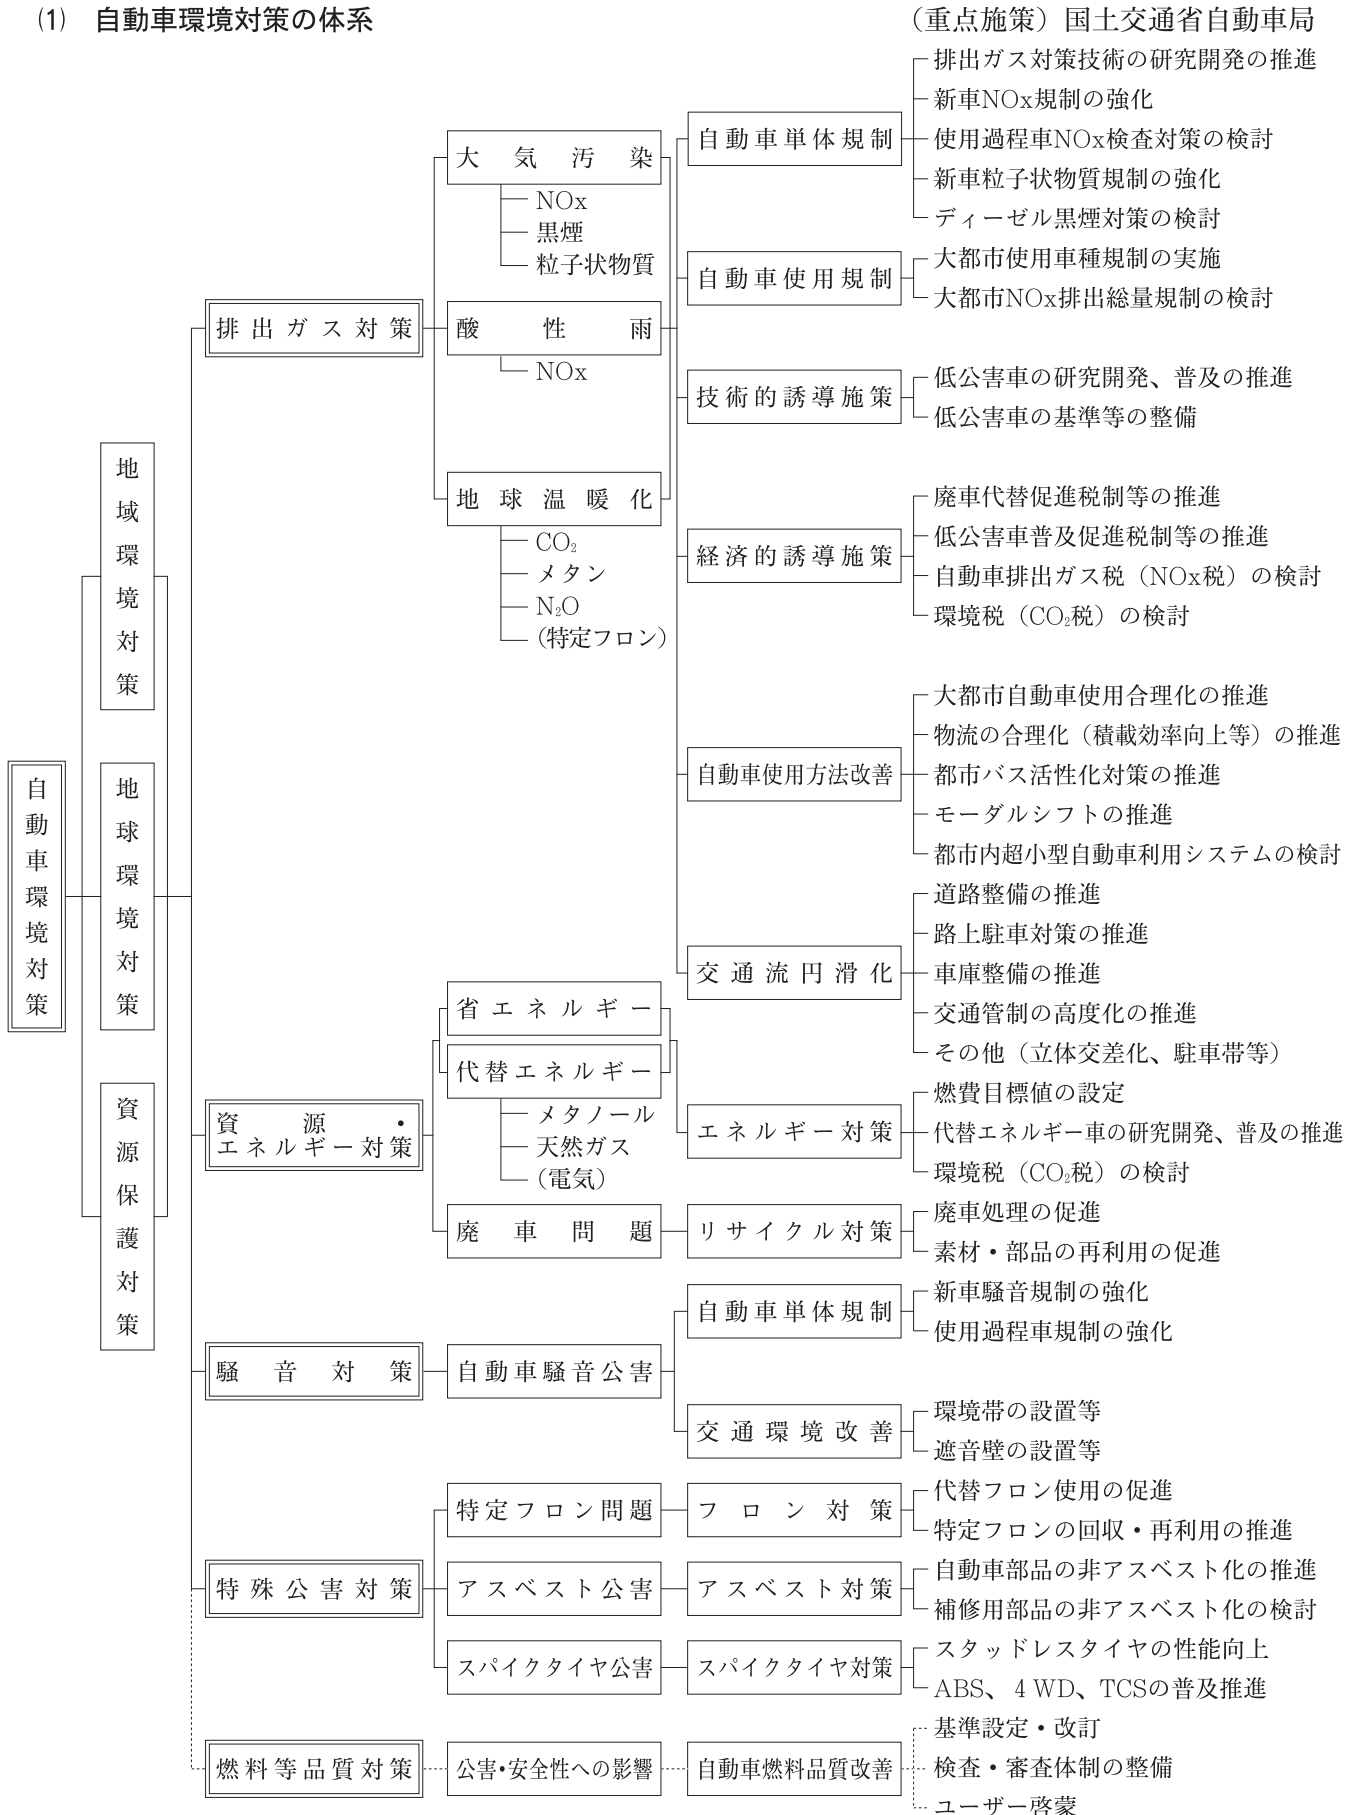 (1) 自動車環境対策の体系
(重点施策) 国土交通省自動車局
自動車環境対策
地域環境対策
地球環境対策
資源保護対策
排出ガス対策
大気汚染
NOx
黒煙
粒子状物質
酸性雨
NOx
地球温暖化
CO₂
メタン
N₂O
(特定フロン)
自動車単体規制
排出ガス対策技術の研究開発の推進
新車NOx規制の強化
使用過程車NOx検査対策の検討
新車粒子状物質規制の強化
ディーゼル黒煙対策の検討
自動車使用規制
大都市使用車種規制の実施
大都市NOx排出総量規制の検討
技術的誘導施策
低公害車の研究開発、普及の推進
低公害車の基準等の整備
経済的誘導施策
廃車代替促進税制等の推進
低公害車普及促進税制等の推進
自動車排出ガス税(NOx税)の検討
環境税(CO₂税)の検討
自動車使用方法改善
大都市自動車使用合理化の推進
物流の合理化(積載効率向上等)の推進
都市バス活性化対策の推進
モーダルシフトの推進
都市内超小型自動車利用システムの検討
交通流円滑化
道路整備の推進
路上駐車対策の推進
車庫整備の推進
交通管制の高度化の推進
その他(立体交差化、駐車帯等)
資源・
エネルギー対策
省エネルギー
代替エネルギー
メタノール
天然ガス
(電気)
エネルギー対策
燃費目標値の設定
代替エネルギー車の研究開発、普及の推進
環境税(CO₂税)の検討
廃車問題
リサイクル対策
廃車処理の促進
素材・部品の再利用の促進
騒音対策
自動車騒音公害
自動車単体規制
新車騒音規制の強化
使用過程車規制の強化
交通環境改善
環境帯の設置等
遮音壁の設置等
特殊公害対策
特定フロン問題
フロン対策
代替フロン使用の促進
特定フロンの回収・再利用の推進
アスベスト公害
アスベスト対策
自動車部品の非アスベスト化の推進
補修用部品の非アスベスト化の検討
スパイクタイヤ公害
スパイクタイヤ対策
スタッドレスタイヤの性能向上
ABS、4WD、TCSの普及推進
燃料等品質対策
公害・安全性への影響
自動車燃料品質改善
基準設定・改訂
検査・審査体制の整備
ユーザー啓蒙